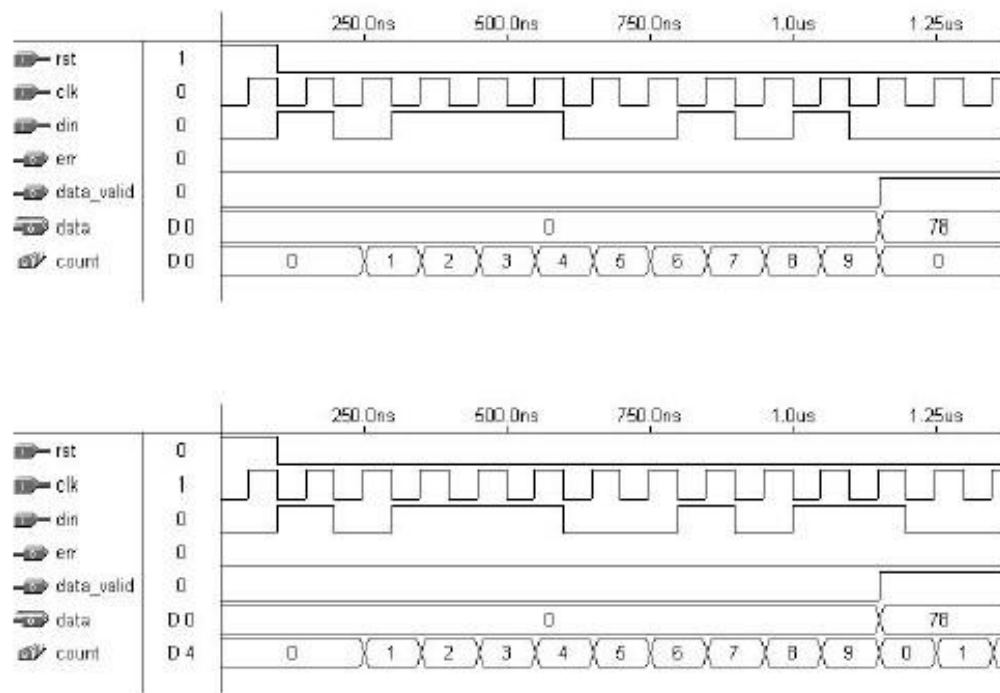 250.0ns 500.0ns 750.0ns 1.0us 1.25us
rst 1
clk 0
din 0
err 0
data_valid 0
data D 0 0 78
count D 0 0 1 2 3 4 5 6 7 8 9 0
250.0ns 500.0ns 750.0ns 1.0us 1.25us
rst 0
clk 1
din 0
err 0
data_valid 0
data D 0 0 78
count D 4 0 1 2 3 4 5 6 7 8 9 0 1